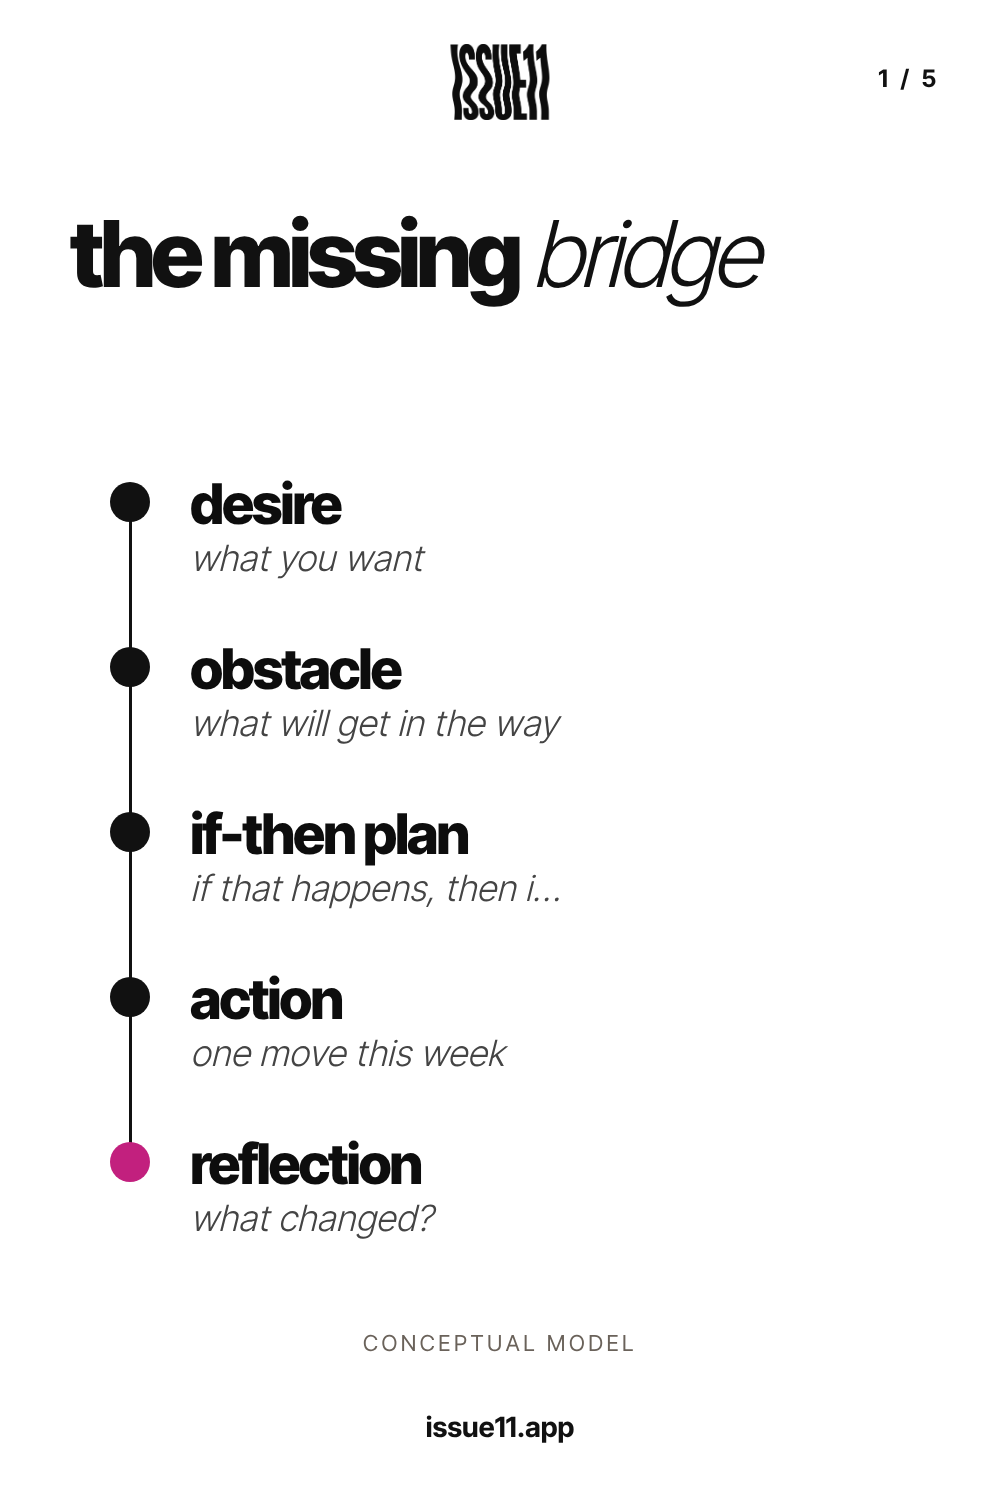 ISSUE11
1 / 5
the missing bridge
desire
what you want
obstacle
what will get in the way
if-then plan
if that happens, then i...
action
one move this week
reflection
what changed?
CONCEPTUAL MODEL
issue11.app